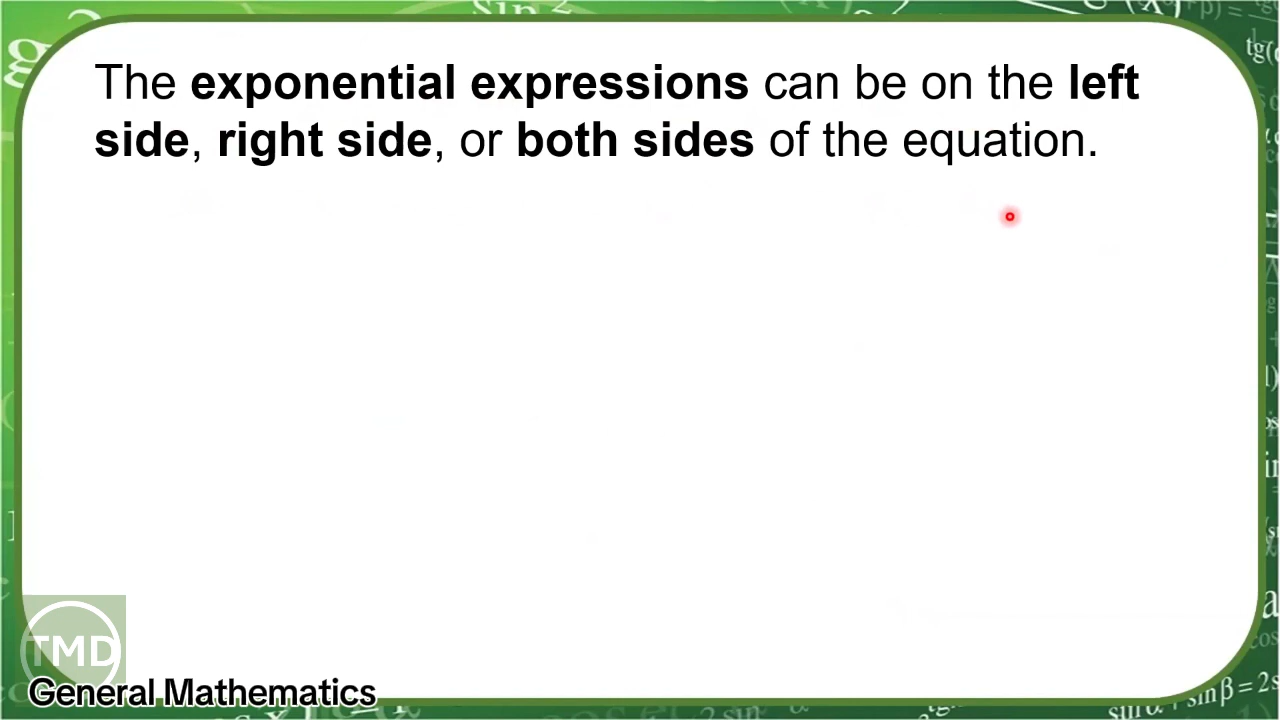 The exponential expressions can be on the left
side, right side, or both sides of the equation.
TMD
General Mathematics